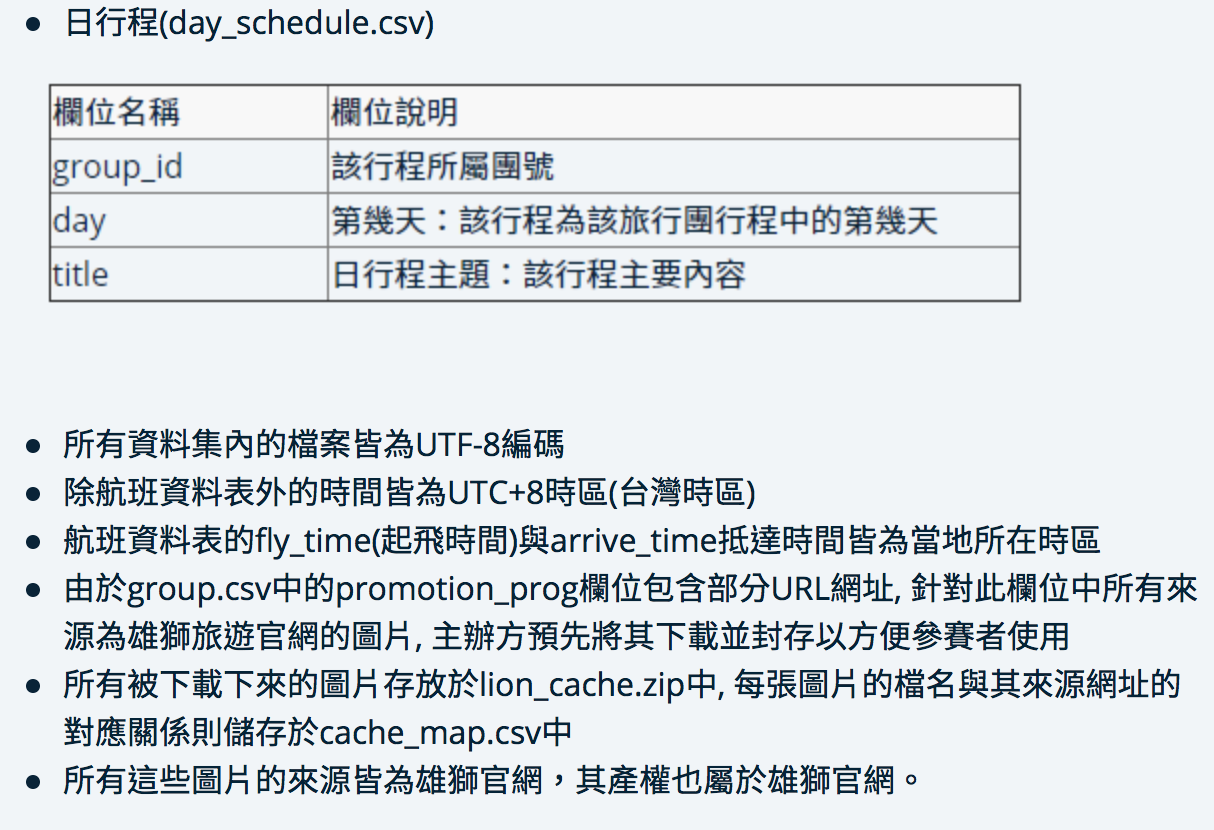 日行程(day_schedule.csv)
欄位名稱 欄位說明
group_id 該行程所屬團號
day 第幾天：該行程為該旅行團行程中的第幾天
title 日行程主題：該行程主要內容
所有資料集內的檔案皆為UTF-8編碼
除航班資料表外的時間皆為UTC+8時區(台灣時區)
航班資料表的fly_time(起飛時間)與arrive_time抵達時間皆為當地所在時區
由於group.csv中的promotion_prog欄位包含部分URL網址, 針對此欄位中所有來
源為雄獅旅遊官網的圖片, 主辦方預先將其下載並封存以方便參賽者使用
所有被下載下來的圖片存放於lion_cache.zip中, 每張圖片的檔名與其來源網址的
對應關係則儲存於cache_map.csv中
所有這些圖片的來源皆為雄獅官網，其產權也屬於雄獅官網。